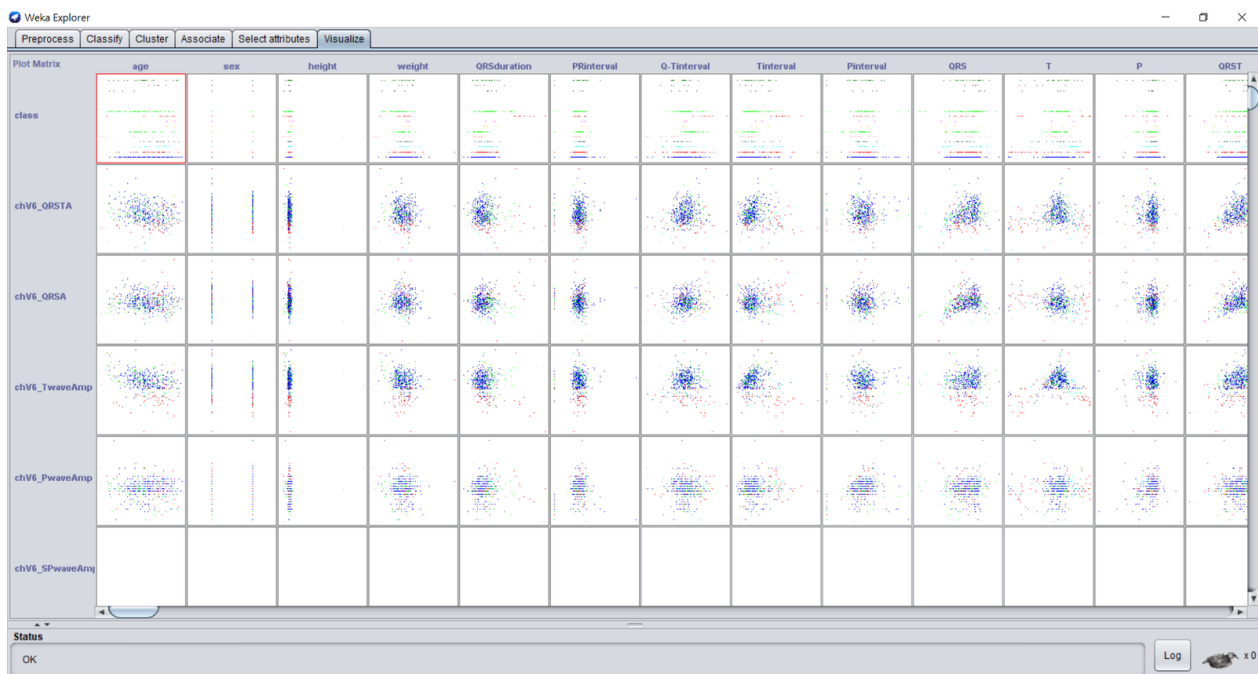 Weka Explorer
Preprocess Classify Cluster Associate Select attributes Visualize
Plot Matrix age sex height weight QRSduration PRinterval Q-Tinterval Tinterval Pinterval QRS T P QRST
class
chV6_QRSTA
chV6_QRSA
chV6_TwaveAmp
chV6_PwaveAmp
chV6_SPwaveAmp
Status
OK
Log x 0